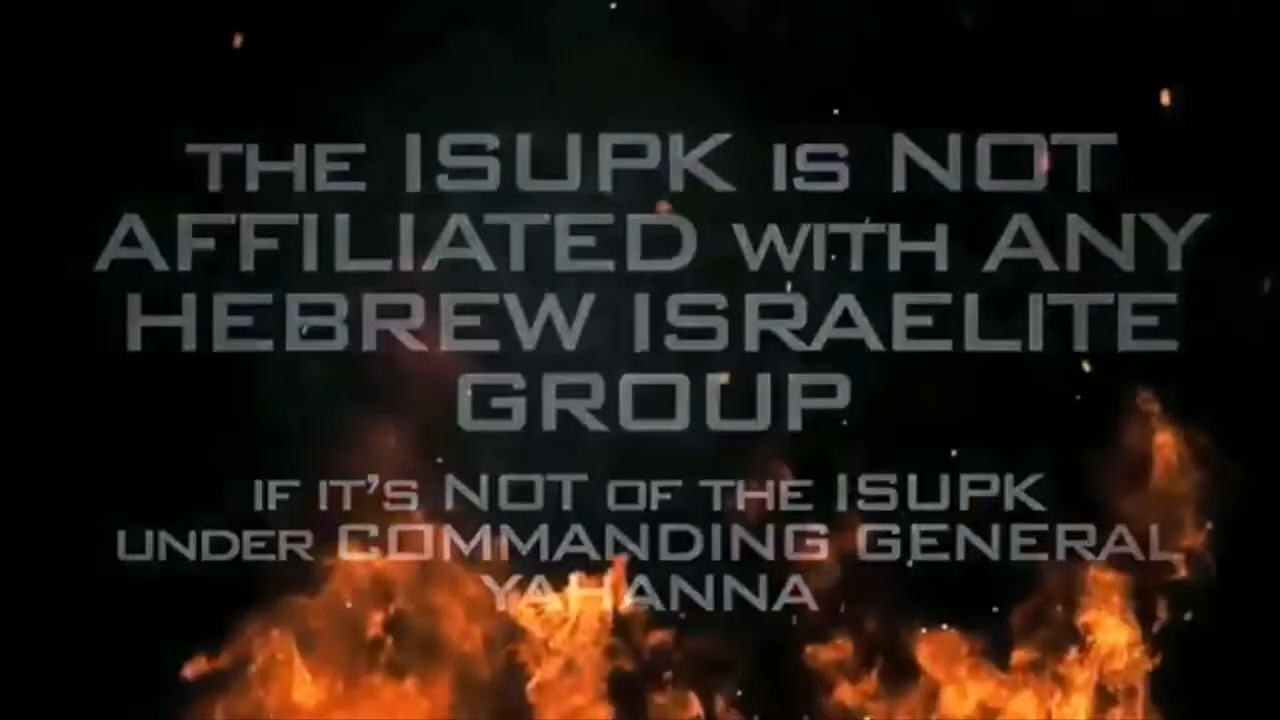 THE ISUPK IS NOT
AFFILIATED WITH ANY
HEBREW ISRAELITE
GROUP
IF IT'S NOT OF THE ISUPK
UNDER COMMANDING GENERAL
YAHANNA